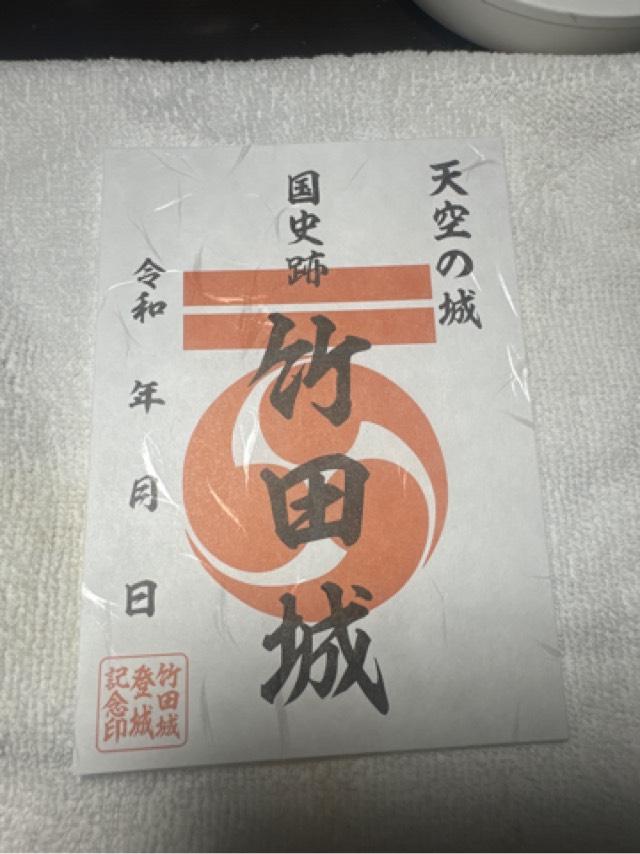 天空の城
国史跡
竹田城
令和 年 月 日
竹田城
登城
記念印